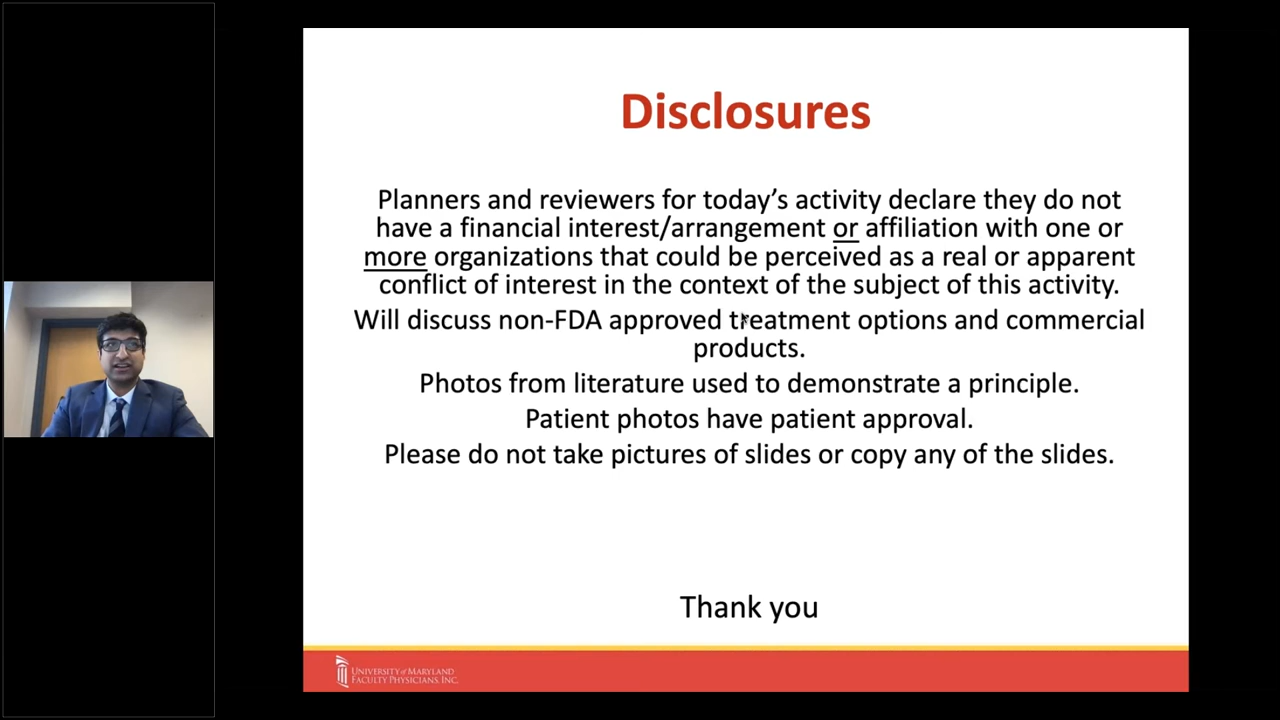 Disclosures
Planners and reviewers for today’s activity declare they do not
have a financial interest/arrangement or affiliation with one or
more organizations that could be perceived as a real or apparent
conflict of interest in the context of the subject of this activity.
Will discuss non-FDA approved treatment options and commercial
products.
Photos from literature used to demonstrate a principle.
Patient photos have patient approval.
Please do not take pictures of slides or copy any of the slides.
Thank you
UNIVERSITY of MARYLAND
FACULTY PHYSICIANS, INC.